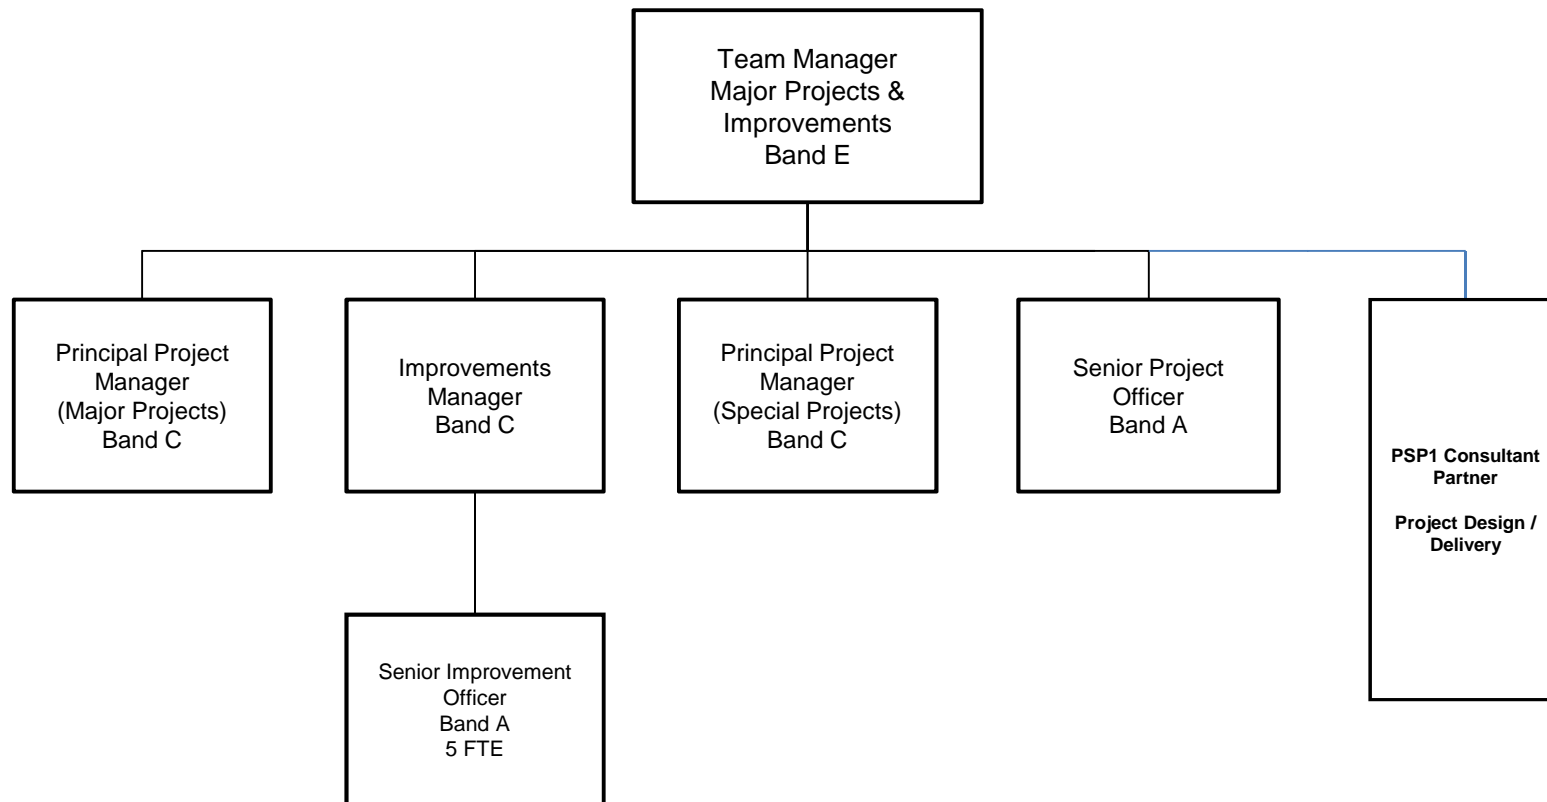 Team Manager
Major Projects &
Improvements
Band E
Principal Project
Manager
(Major Projects)
Band C
Improvements
Manager
Band C
Principal Project
Manager
(Special Projects)
Band C
Senior Project
Officer
Band A
PSP1 Consultant
Partner
Project Design /
Delivery
Senior Improvement
Officer
Band A
5 FTE